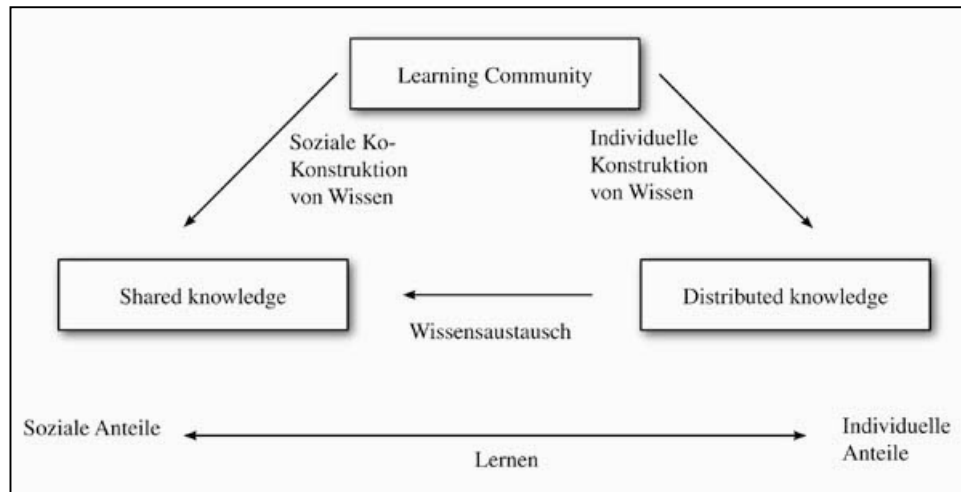 Learning Community
Soziale Ko-
Konstruktion
von Wissen
Individuelle
Konstruktion
von Wissen
Shared knowledge
Distributed knowledge
Wissensaustausch
Soziale Anteile
Individuelle
Anteile
Lernen